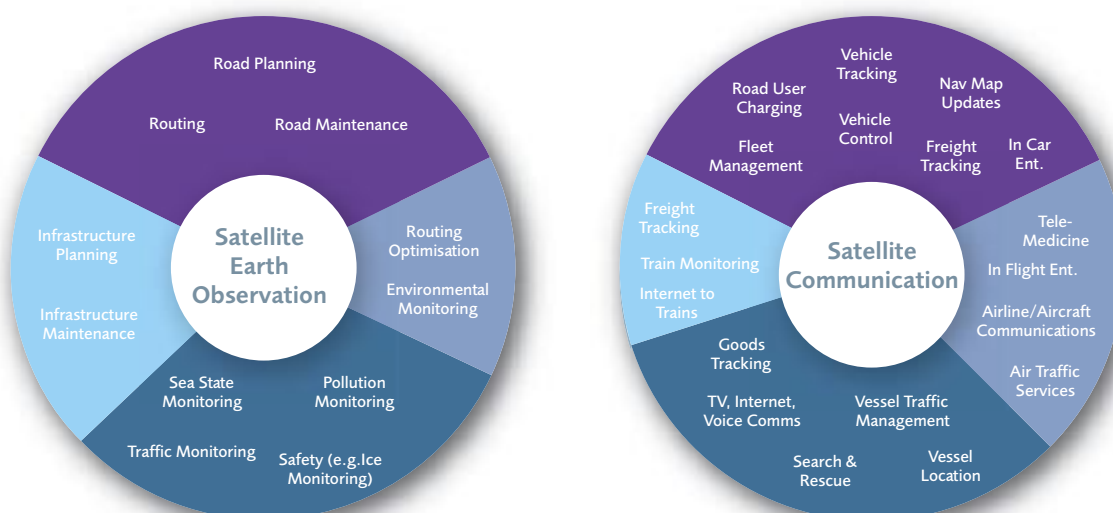 Road Planning
Routing
Road Maintenance
Infrastructure
Planning
Infrastructure
Maintenance
Satellite
Earth
Observation
Routing
Optimisation
Environmental
Monitoring
Sea State
Monitoring
Pollution
Monitoring
Traffic Monitoring
Safety (e.g.Ice
Monitoring)
Vehicle
Tracking
Road User
Charging
Nav Map
Updates
Vehicle
Control
Fleet
Management
Freight
Tracking
In Car
Ent.
Freight
Tracking
Train Monitoring
Internet to
Trains
Satellite
Communication
Tele-
Medicine
In Flight Ent.
Airline/Aircraft
Communications
Air Traffic
Services
Goods
Tracking
TV, Internet,
Voice Comms
Vessel Traffic
Management
Search &
Rescue
Vessel
Location